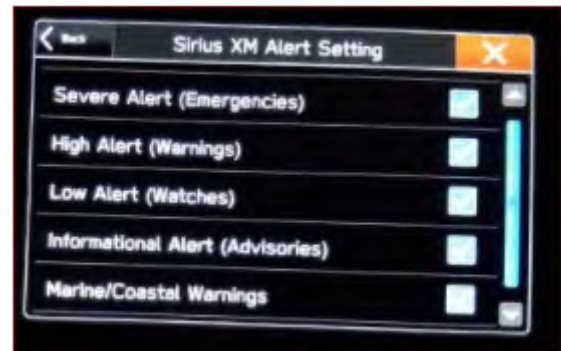 Back
Sirius XM Alert Setting
Severe Alert (Emergencies)
High Alert (Warnings)
Low Alert (Watches)
Informational Alert (Advisories)
Marine/Coastal Warnings